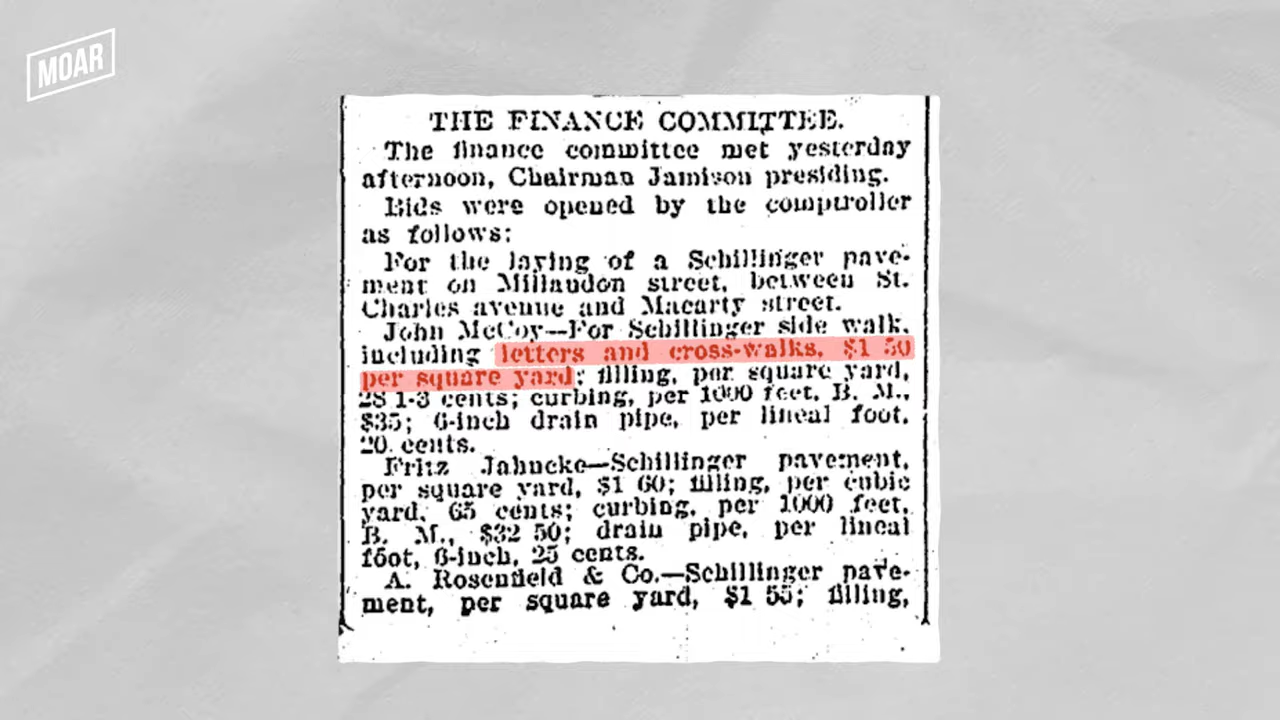 MOAR
THE FINANCE COMMITTEE.
The finance committee met yesterday
afternoon, Chairman Jamison presiding.
Bids were opened by the comptroller
as follows:
For the laying of a Schillinger pave-
ment on Millaudon street, between St.
Charles avenue and Macarty street.
John McCoy—For Schillinger side walk,
including letters and cross-walks, $1 50
per square yard; filling, per square yard,
28 1-3 cents; curbing, per 1000 feet, B. M.,
$35; 6-inch drain pipe, per lineal foot,
20 cents.
Fritz Jahncke—Schillinger pavement,
per square yard, $1 60; filling, per cubic
yard, 65 cents; curbing, per 1000 feet,
B. M., $32 50; drain pipe, per lineal
foot, 6-inch, 25 cents.
A. Rosenfield & Co.—Schillinger pave-
ment, per square yard, $1 55; filling,